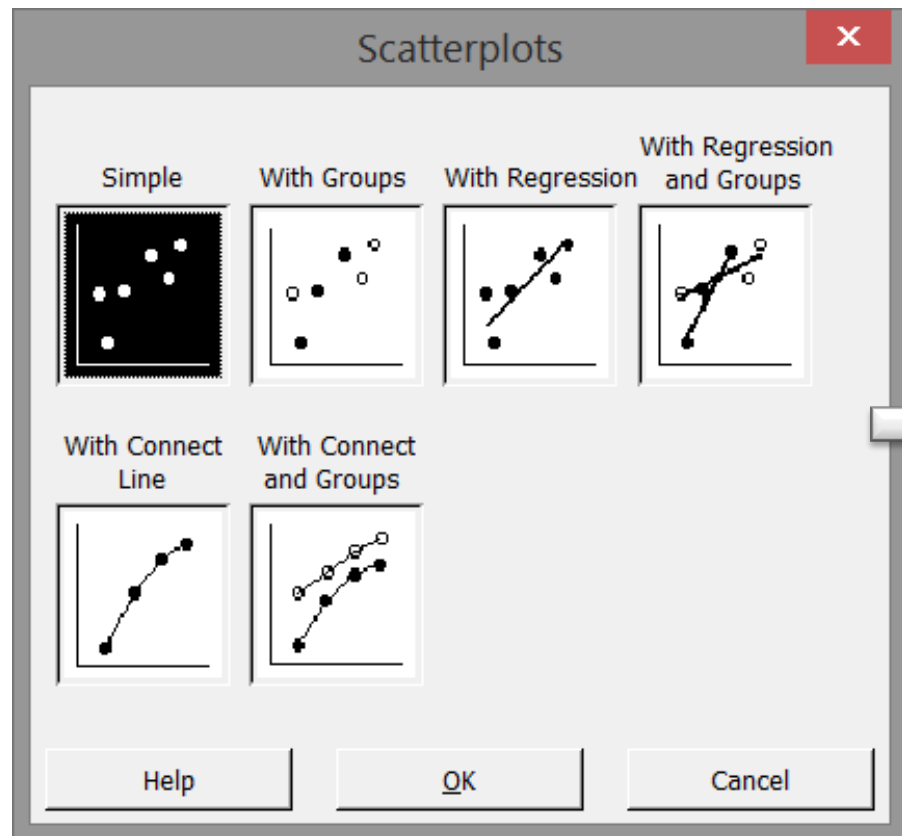 Scatterplots
Simple
With Groups
With Regression
With Regression
and Groups
With Connect
Line
With Connect
and Groups
Help
OK
Cancel